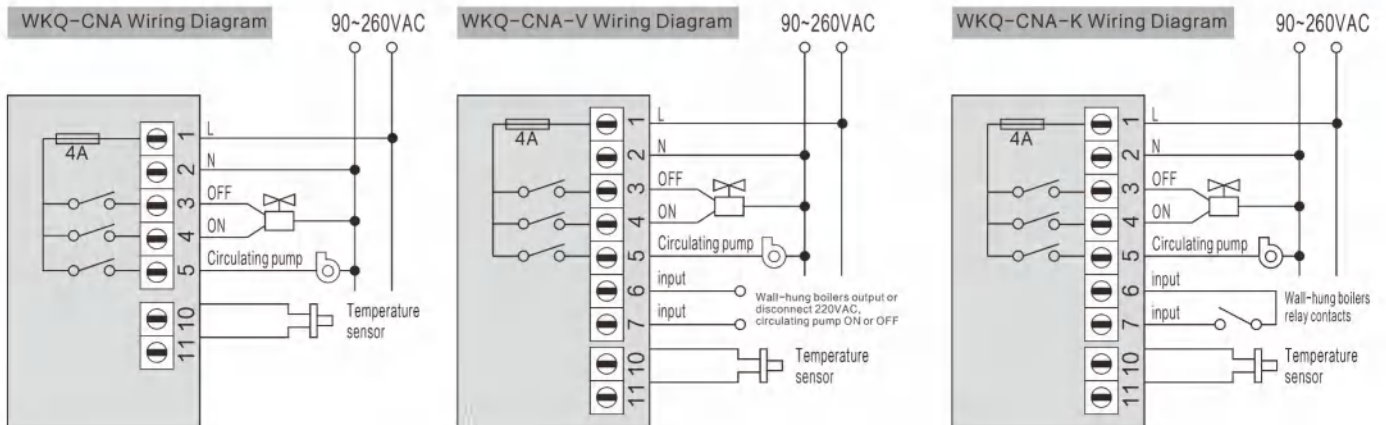 WKQ-CNA Wiring Diagram
90~260VAC
4A
1
L
2
N
3
OFF
4
ON
5
Circulating pump
10
11
Temperature
sensor
WKQ-CNA-V Wiring Diagram
90~260VAC
4A
1
L
2
N
3
OFF
4
ON
5
Circulating pump
6
input
7
input
Wall-hung boilers output or
disconnect 220VAC,
circulating pump ON or OFF
10
11
Temperature
sensor
WKQ-CNA-K Wiring Diagram
90~260VAC
4A
1
L
2
N
3
OFF
4
ON
5
Circulating pump
6
input
7
input
Wall-hung boilers
relay contacts
10
11
Temperature
sensor